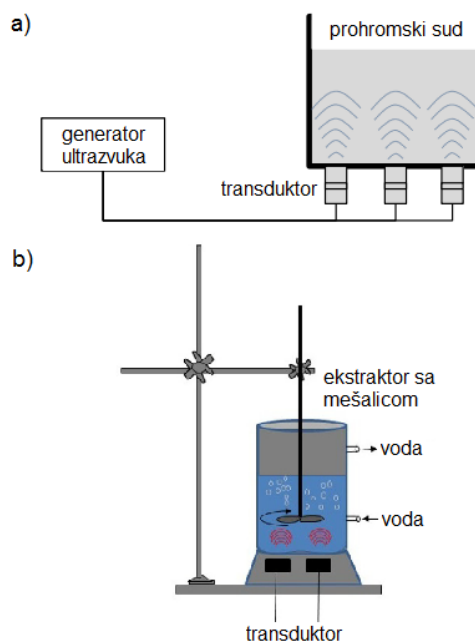 a)
prohromski sud
generator
ultrazvuka
transduktor
b)
ekstraktor sa
mešalicom
voda
voda
transduktor